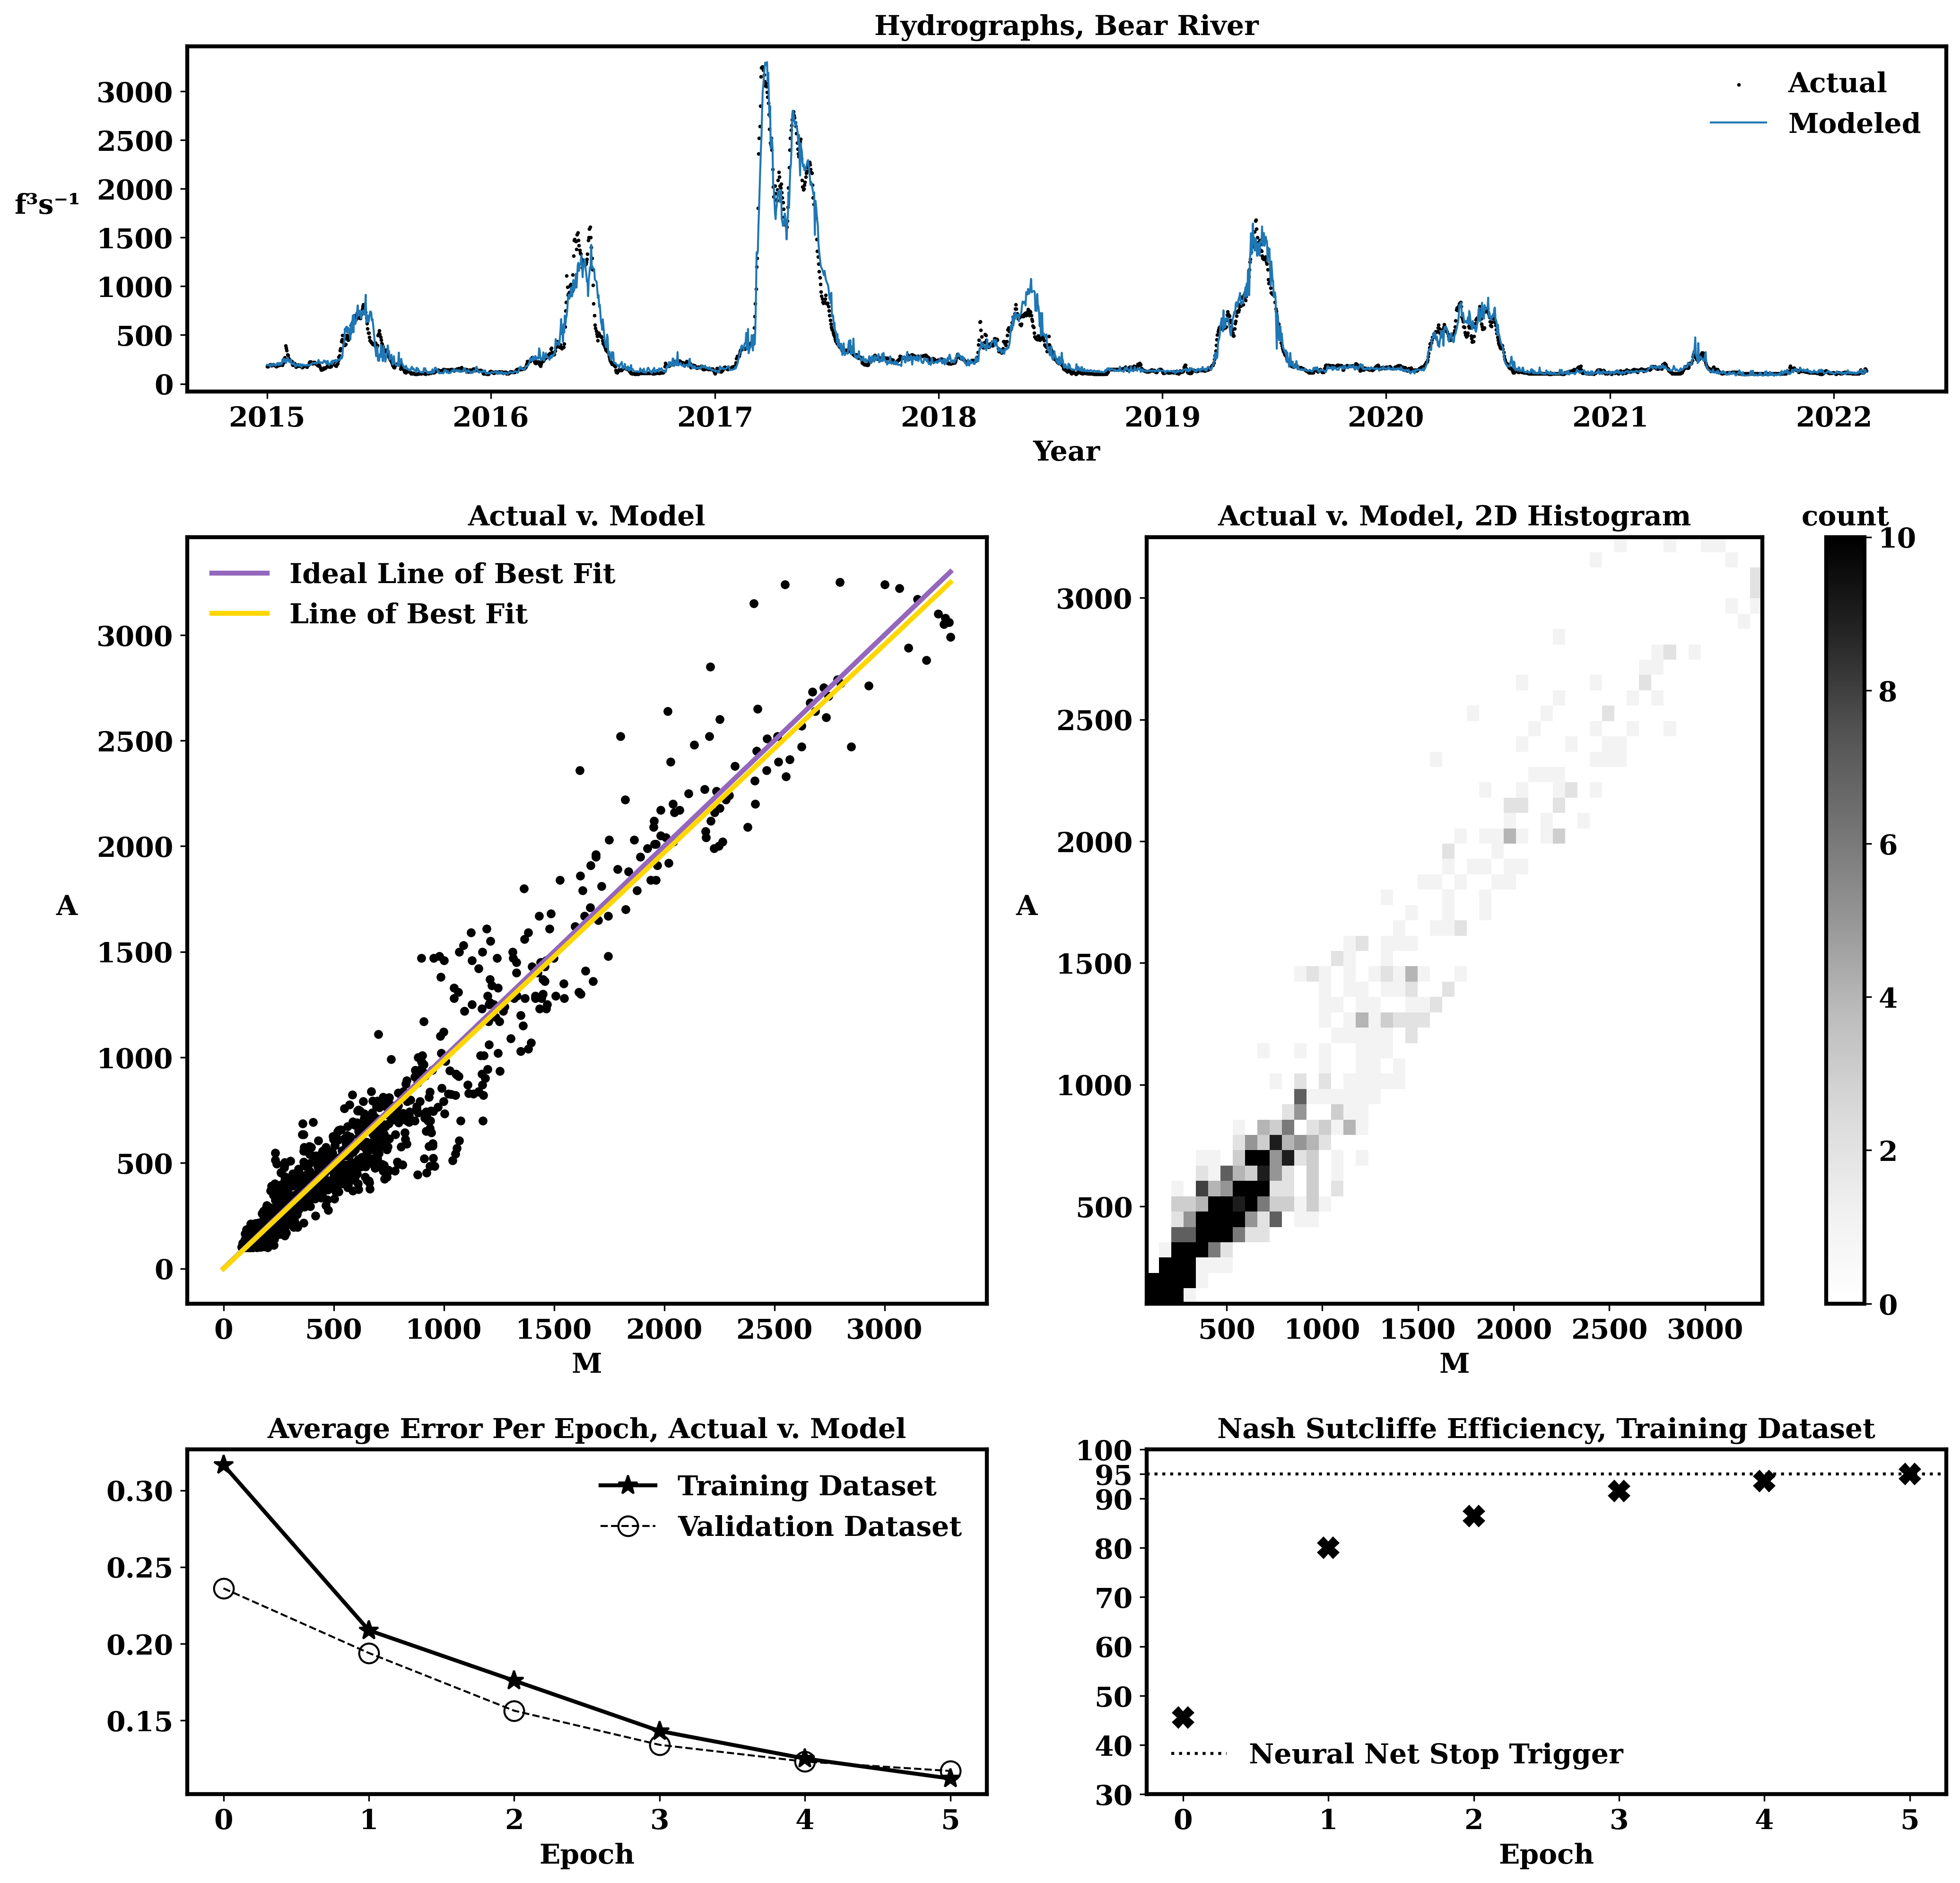 Hydrographs, Bear River
3000
2500
2000
1500
1000
500
0
f³s⁻¹
Actual
Modeled
2015 2016 2017 2018 2019 2020 2021 2022
Year
Actual v. Model
Ideal Line of Best Fit
Line of Best Fit
3000
2500
2000
1500
1000
500
0
A
0 500 1000 1500 2000 2500 3000
M
Actual v. Model, 2D Histogram
3000
2500
2000
1500
1000
500
A
500 1000 1500 2000 2500 3000
M
count
10
8
6
4
2
0
Average Error Per Epoch, Actual v. Model
Training Dataset
Validation Dataset
0.30
0.25
0.20
0.15
0 1 2 3 4 5
Epoch
Nash Sutcliffe Efficiency, Training Dataset
100
95
90
80
70
60
50
40
30
Neural Net Stop Trigger
0 1 2 3 4 5
Epoch